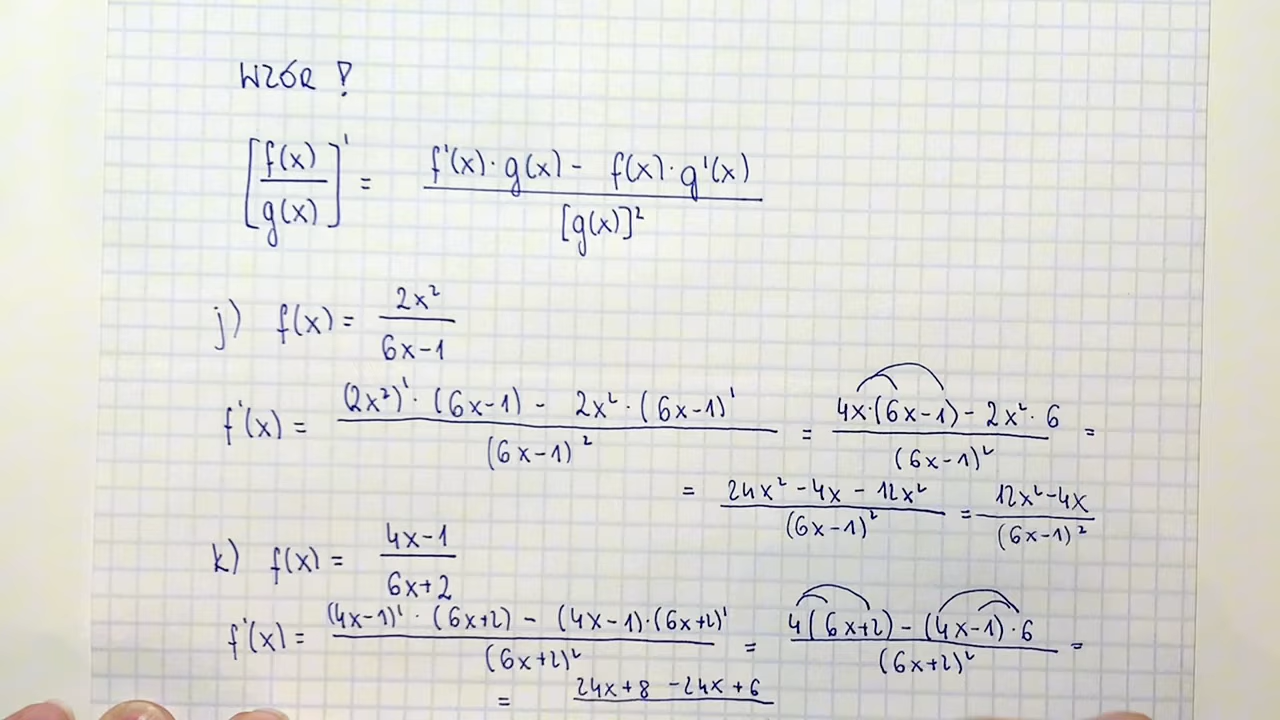 WZÓR !
[f(x)/g(x)]' = (f'(x)·g(x) - f(x)·g'(x))/[g(x)]²
j) f(x) = 2x²/(6x-1)
f'(x) = ((2x²)'·(6x-1) - 2x²·(6x-1)')/(6x-1)² = (4x·(6x-1) - 2x²·6)/(6x-1)² =
= (24x² - 4x - 12x²)/(6x-1)² = (12x²-4x)/(6x-1)²
k) f(x) = (4x-1)/(6x+2)
f'(x) = ((4x-1)'·(6x+2) - (4x-1)·(6x+2)')/(6x+2)² = (4(6x+2) - (4x-1)·6)/(6x+2)² =
= 24x+8 -24x+6